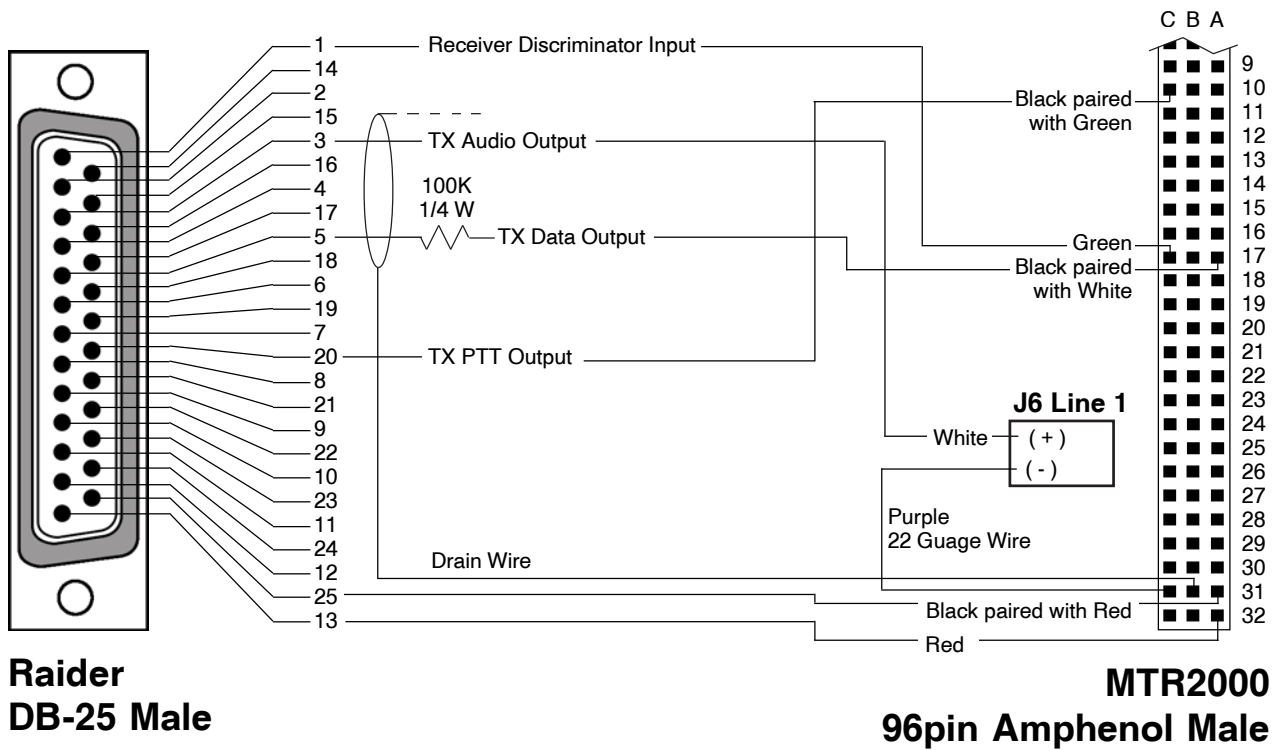 C B A
1 Receiver Discriminator Input
14
2
15
3 TX Audio Output
16
4
17
5 TX Data Output
18
6
19
7
20 TX PTT Output
8
21
9
22
10
23
11
24
12
25
13
100K
1/4 W
Drain Wire
Black paired
with Green
Green
Black paired
with White
J6 Line 1
White
( + )
( - )
Purple
22 Guage Wire
Black paired with Red
Red
9
10
11
12
13
14
15
16
17
18
19
20
21
22
23
24
25
26
27
28
29
30
31
32
Raider
DB-25 Male
MTR2000
96pin Amphenol Male